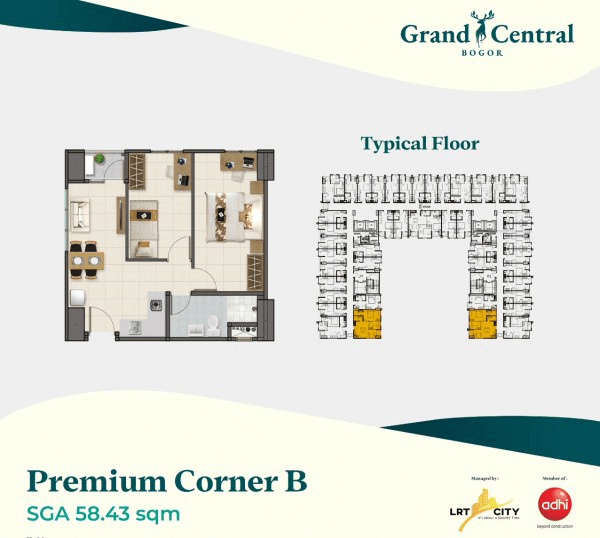 Grand Central
BOGOR
Typical Floor
Premium Corner B
SGA 58.43 sqm
Managed by :
LRT CITY
It's about a Quality Time
Member of :
adhi
beyond construction